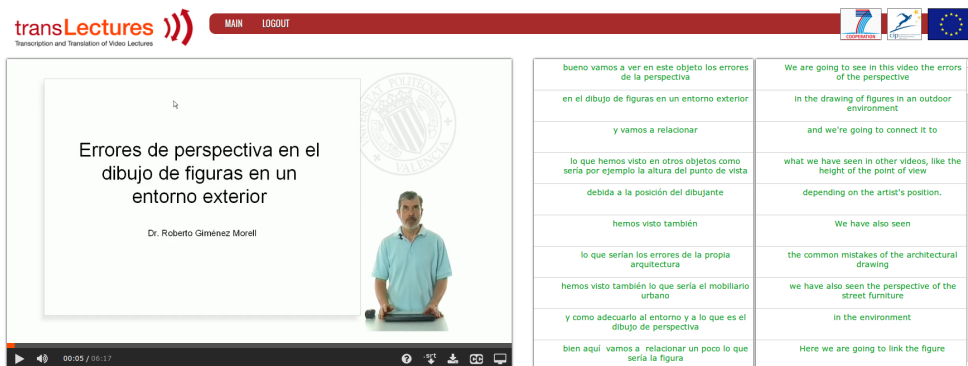 transLectures
Transcription and Translation of Video Lectures
MAIN LOGOUT
7
COOPERATION
cip
UNIVERSITAT POLITECNICA
VALENCIA
Errores de perspectiva en el
dibujo de figuras en un
entorno exterior
Dr. Roberto Giménez Morell
00:05 / 06:17
?
.srt
CC
bueno vamos a ver en este objeto los errores
de la perspectiva
We are going to see in this video the errors
of the perspective
en el dibujo de figuras en un entorno exterior
in the drawing of figures in an outdoor
environment
y vamos a relacionar
and we're going to connect it to
lo que hemos visto en otros objetos como
sería por ejemplo la altura del punto de vista
what we have seen in other videos, like the
height of the point of view
debida a la posición del dibujante
depending on the artist's position.
hemos visto también
We have also seen
lo que serían los errores de la propia
arquitectura
the common mistakes of the architectural
drawing
hemos visto también lo que sería el mobiliario
urbano
we have also seen the perspective of the
street furniture
y como adecuarlo al entorno y a lo que es el
dibujo de perspectiva
in the environment
bien aquí vamos a relacionar un poco lo que
sería la figura
Here we are going to link the figure